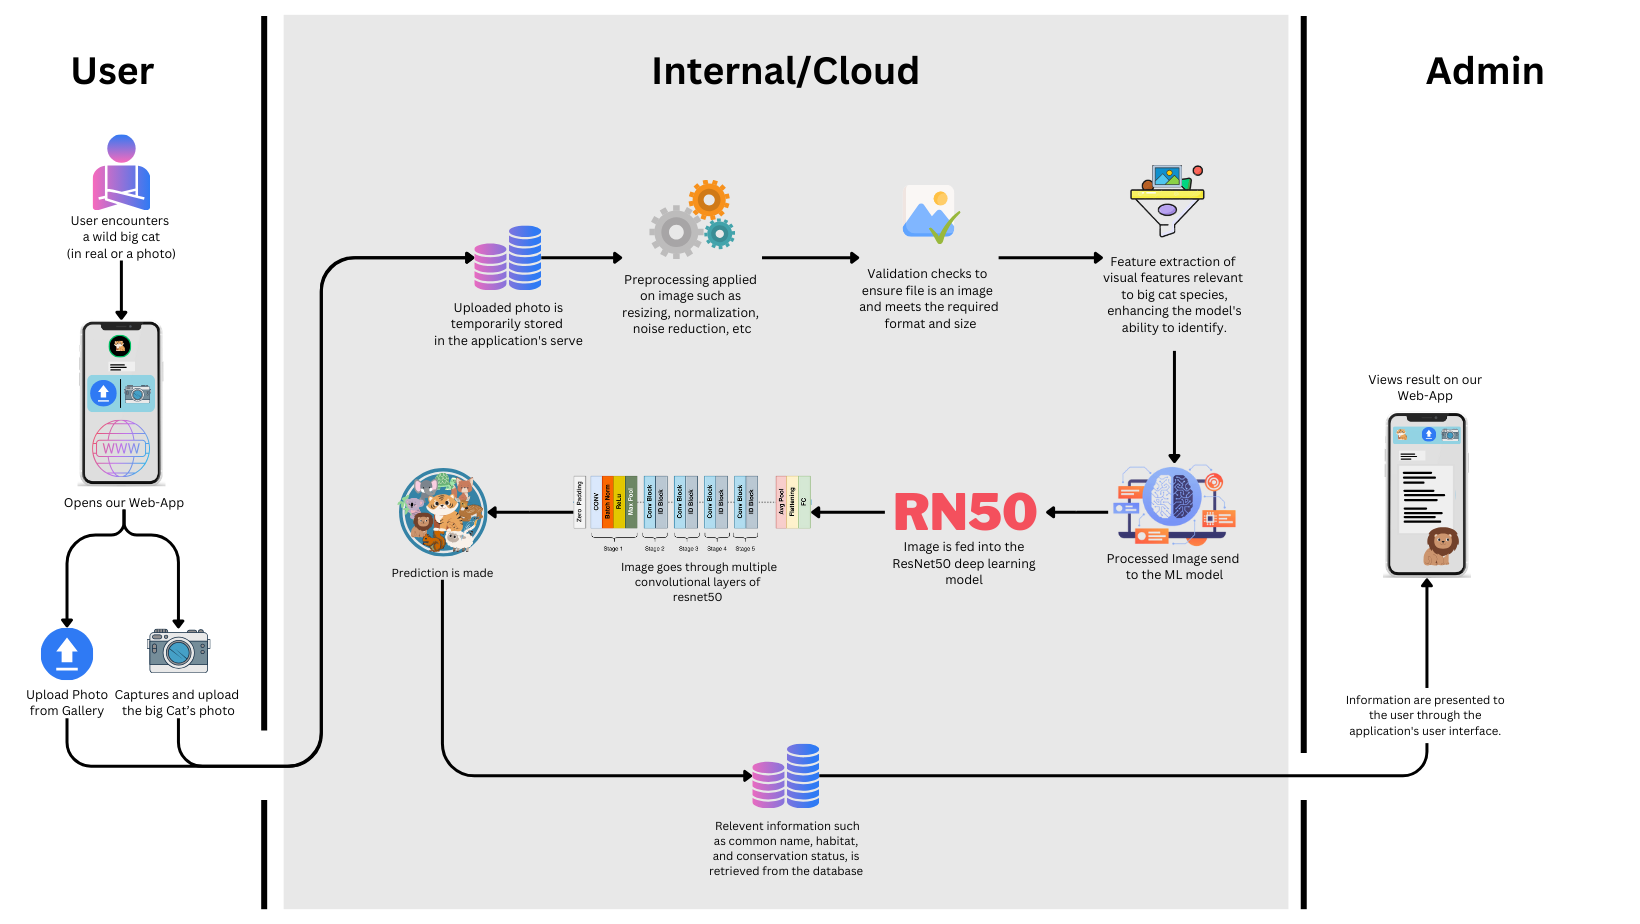 User
Internal/Cloud
Admin
User encounters
a wild big cat
(in real or a photo)
WWW
Opens our Web-App
Upload Photo
from Gallery
Captures and upload
the big Cat's photo
Uploaded photo is
temporarily stored
in the application's serve
Preprocessing applied
on image such as
resizing, normalization,
noise reduction, etc
Validation checks to
ensure file is an image
and meets the required
format and size
Feature extraction of
visual features relevant
to big cat species,
enhancing the model's
ability to identify.
Processed Image send
to the ML model
RN50
Image is fed into the
ResNet50 deep learning
model
Zero Padding
CONV
Batch Norm
ReLu
Max Pool
Conv Block
ID Block
Conv Block
ID Block
Conv Block
ID Block
Conv Block
ID Block
Avg Pool
Flattening
FC
Stage 1
Stage 2
Stage 3
Stage 4
Stage 5
Image goes through multiple
convolutional layers of
resnet50
Prediction is made
Relevent information such
as common name, habitat,
and conservation status, is
retrieved from the database
Information are presented to
the user through the
application's user interface.
Views result on our
Web-App